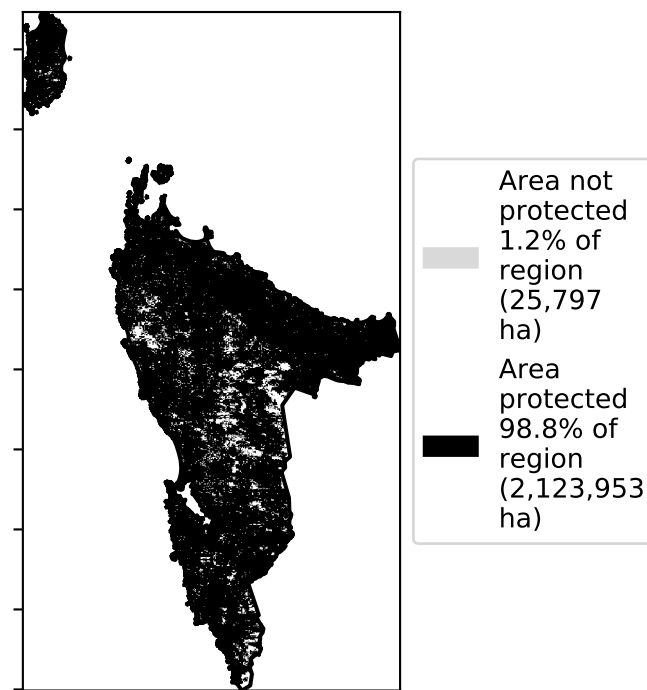 Area not
protected
1.2% of
region
(25,797
ha)
Area
protected
98.8% of
region
(2,123,953
ha)